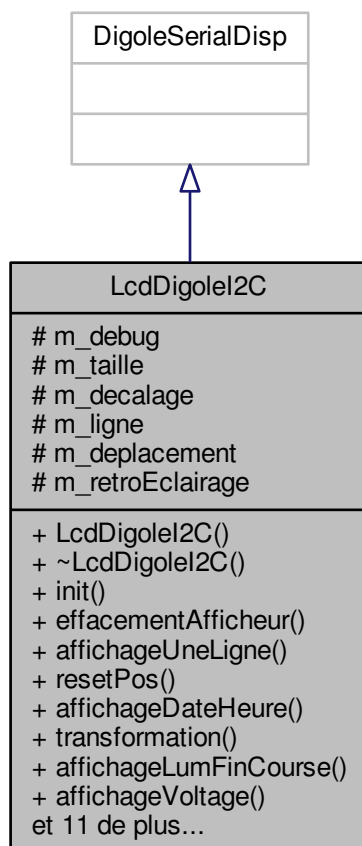 DigoleSerialDisp
LcdDigoleI2C
# m_debug
# m_taille
# m_decalage
# m_ligne
# m_deplacement
# m_retroEclairage
+ LcdDigoleI2C()
+ ~LcdDigoleI2C()
+ init()
+ effacementAfficheur()
+ affichageUneLigne()
+ resetPos()
+ affichageDateHeure()
+ transformation()
+ affichageLumFinCourse()
+ affichageVoltage()
et 11 de plus...